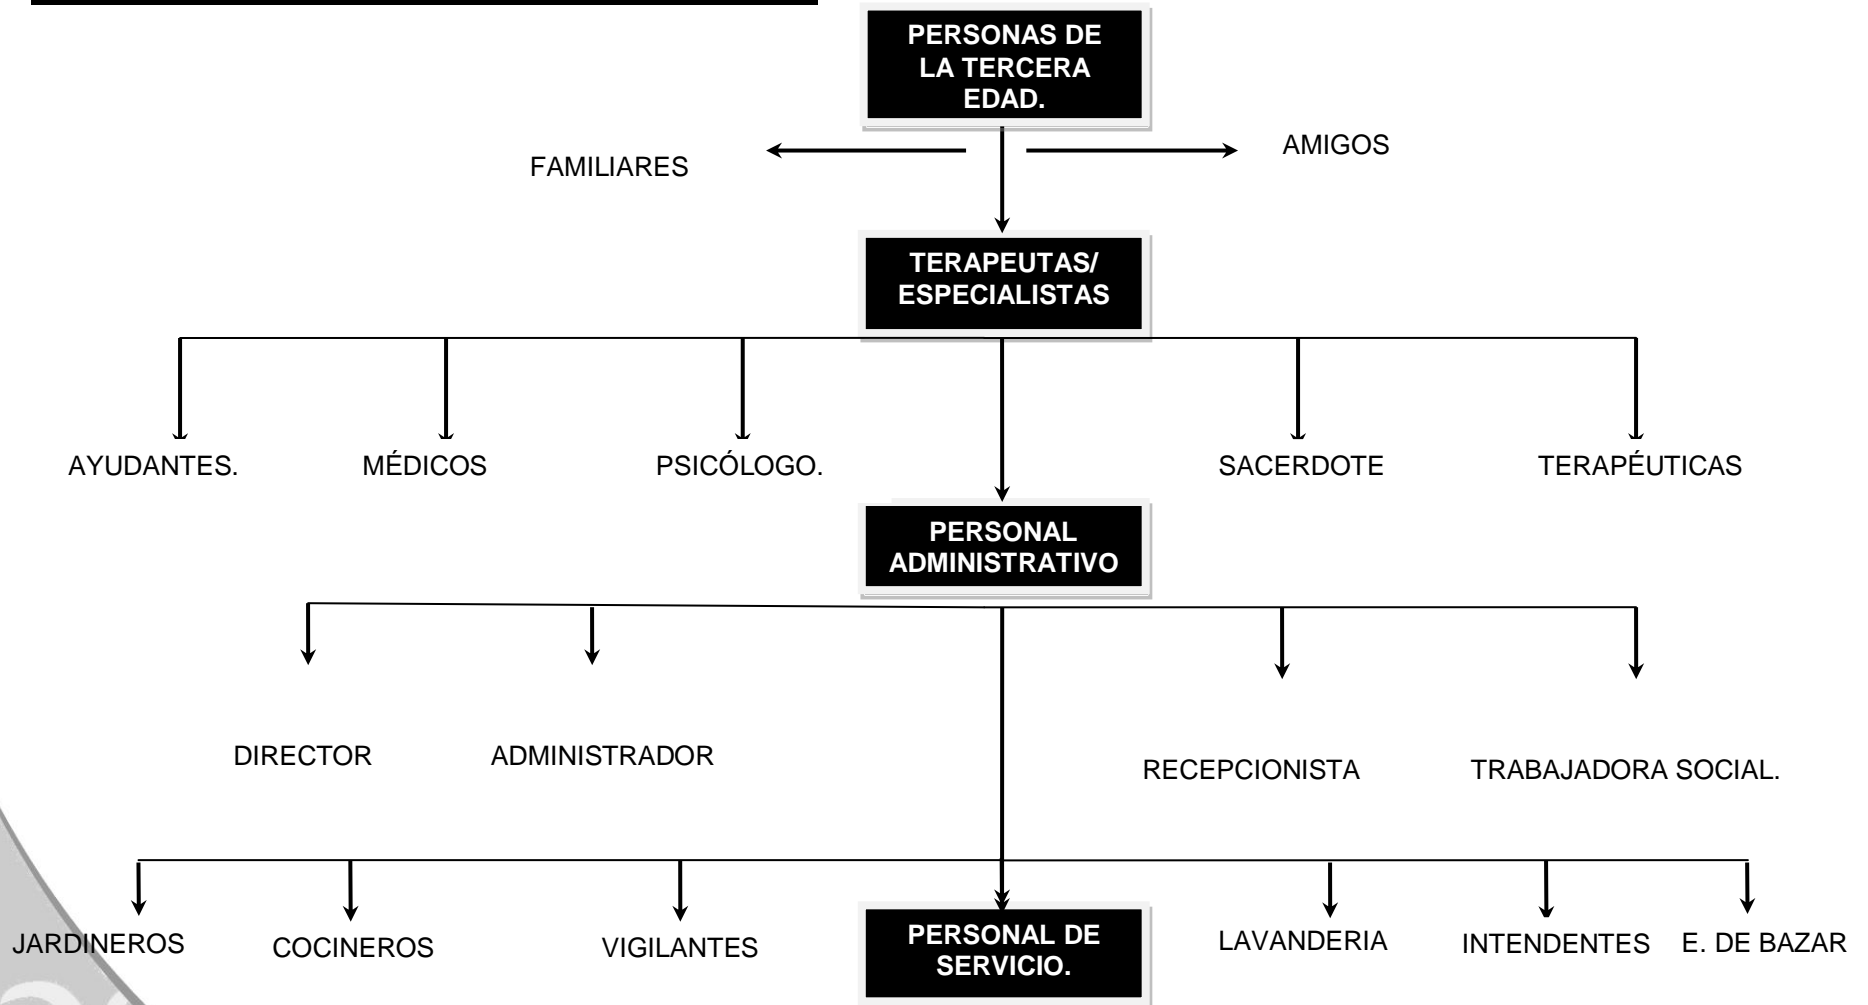 PERSONAS DE
LA TERCERA
EDAD.
FAMILIARES
AMIGOS
TERAPEUTAS/
ESPECIALISTAS
AYUDANTES.
MÉDICOS
PSICÓLOGO.
SACERDOTE
TERAPÉUTICAS
PERSONAL
ADMINISTRATIVO
DIRECTOR
ADMINISTRADOR
RECEPCIONISTA
TRABAJADORA SOCIAL.
JARDINEROS
COCINEROS
VIGILANTES
PERSONAL DE
SERVICIO.
LAVANDERIA
INTENDENTES
E. DE BAZAR